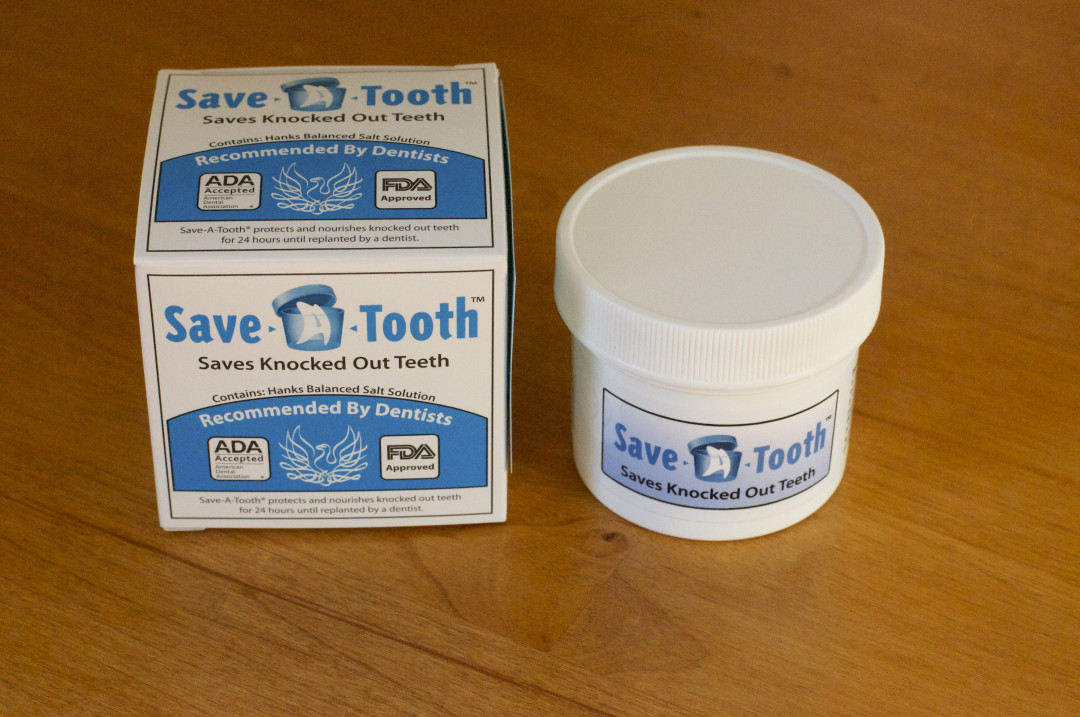 Save·A·Tooth™
Saves Knocked Out Teeth
Contains: Hanks Balanced Salt Solution
Recommended By Dentists
ADA
Accepted
American
Dental
Association ®
FDA
Approved
Save-A-Tooth® protects and nourishes knocked out teeth
for 24 hours until replanted by a dentist.
Save·A·Tooth™
Saves Knocked Out Teeth
Contains: Hanks Balanced Salt Solution
Recommended By Dentists
ADA
Accepted
American
Dental
Association ®
FDA
Approved
Save-A-Tooth® protects and nourishes knocked out teeth
for 24 hours until replanted by a dentist.
Save·A·Tooth™
Saves Knocked Out Teeth